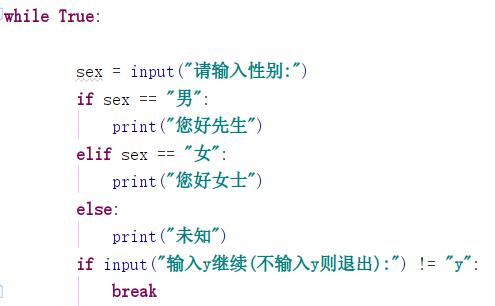 while True:
sex = input("请输入性别:")
if sex == "男":
print("您好先生")
elif sex == "女":
print("您好女士")
else:
print("未知")
if input("输入y继续(不输入y则退出):") != "y":
break